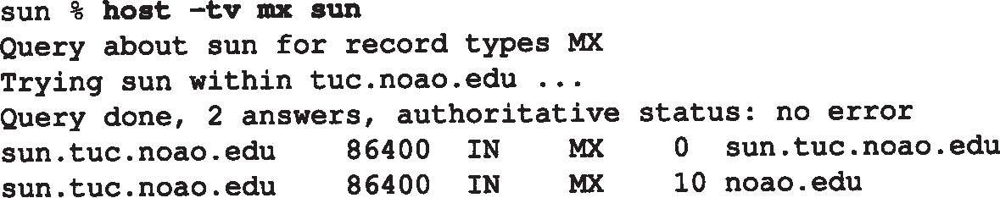 sun % host -tv mx sun
Query about sun for record types MX
Trying sun within tuc.noao.edu ...
Query done, 2 answers, authoritative status: no error
sun.tuc.noao.edu 86400 IN MX 0 sun.tuc.noao.edu
sun.tuc.noao.edu 86400 IN MX 10 noao.edu